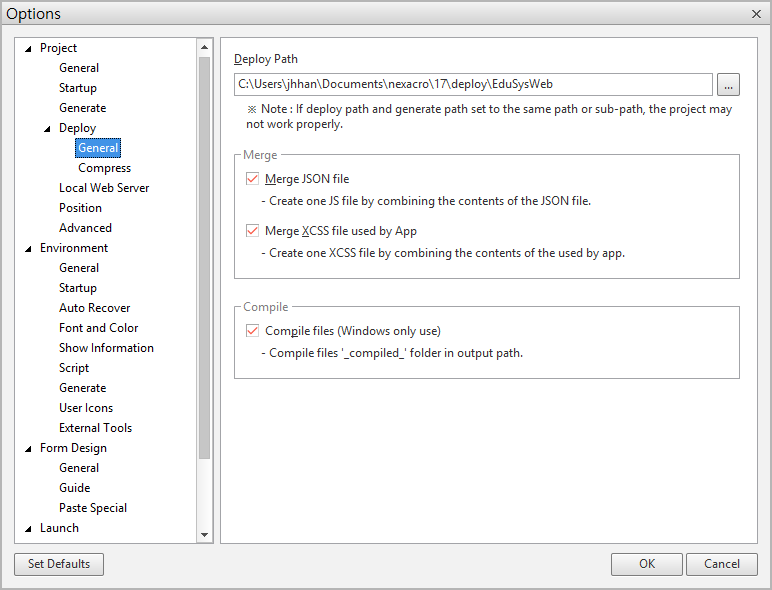 Options
Project
General
Startup
Generate
Deploy
General
Compress
Local Web Server
Position
Advanced
Environment
General
Startup
Auto Recover
Font and Color
Show Information
Script
Generate
User Icons
External Tools
Form Design
General
Guide
Paste Special
Launch
Deploy Path
C:\Users\jhhan\Documents\nexacro\17\deploy\EduSysWeb
...
※ Note : If deploy path and generate path set to the same path or sub-path, the project may
not work properly.
Merge
Merge JSON file
- Create one JS file by combining the contents of the JSON file.
Merge XCSS file used by App
- Create one XCSS file by combining the contents of the used by app.
Compile
Compile files (Windows only use)
- Compile files '_compiled_' folder in output path.
Set Defaults
OK
Cancel